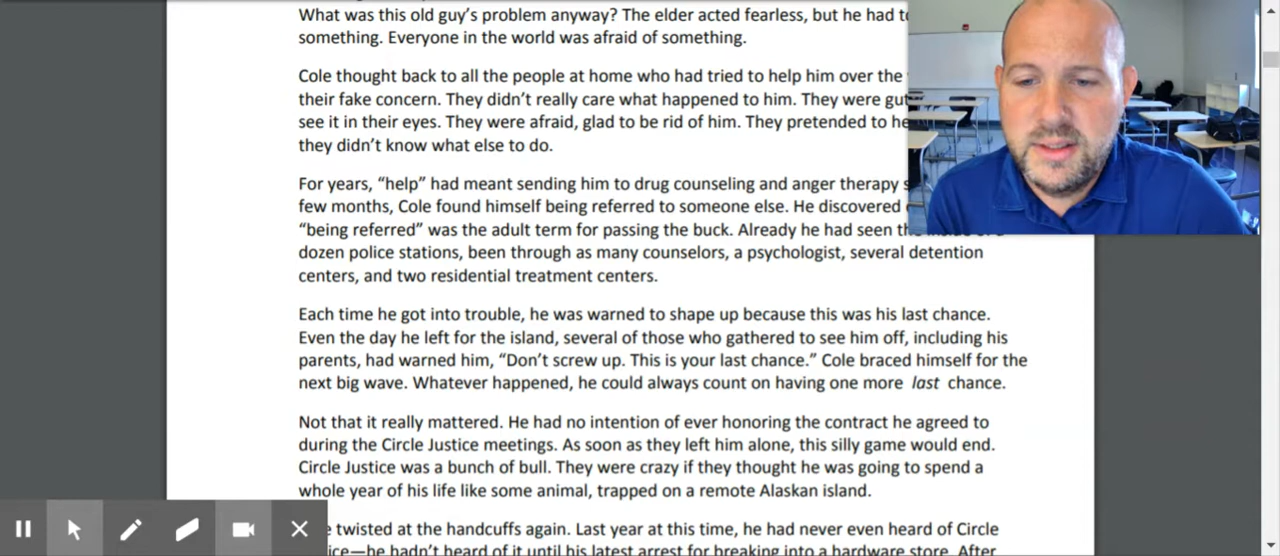 What was this old guy’s problem anyway? The elder acted fearless, but he had
something. Everyone in the world was afraid of something.
Cole thought back to all the people at home who had tried to help him over the
their fake concern. They didn’t really care what happened to him. They were
see it in their eyes. They were afraid, glad to be rid of him. They pretended to
they didn’t know what else to do.
For years, “help” had meant sending him to drug counseling and anger therapy
few months, Cole found himself being referred to someone else. He discovered
“being referred” was the adult term for passing the buck. Already he had seen
dozen police stations, been through as many counselors, a psychologist, several detention
centers, and two residential treatment centers.
Each time he got into trouble, he was warned to shape up because this was his last chance.
Even the day he left for the island, several of those who gathered to see him off, including his
parents, had warned him, “Don’t screw up. This is your last chance.” Cole braced himself for the
next big wave. Whatever happened, he could always count on having one more last chance.
Not that it really mattered. He had no intention of ever honoring the contract he agreed to
during the Circle Justice meetings. As soon as they left him alone, this silly game would end.
Circle Justice was a bunch of bull. They were crazy if they thought he was going to spend a
whole year of his life like some animal, trapped on a remote Alaskan island.
twisted at the handcuffs again. Last year at this time, he had never even heard of Circle
hadn’t heard of it until his latest arrest for breaking into a hardware store. After